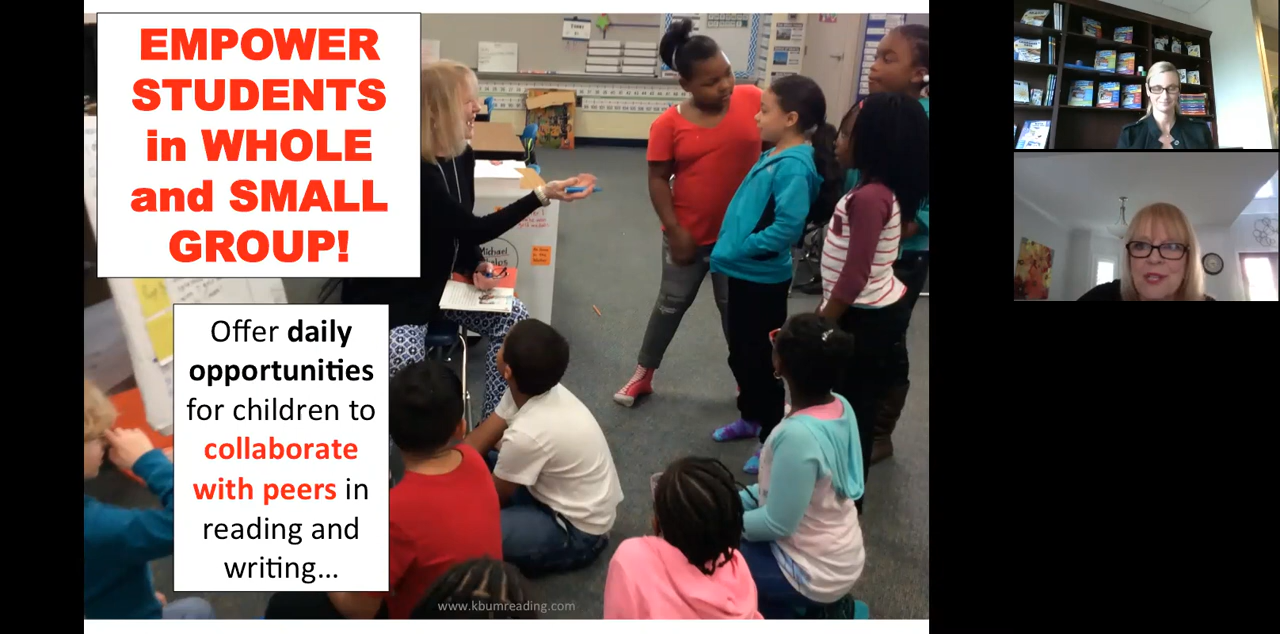 EMPOWER
STUDENTS
in WHOLE
and SMALL
GROUP!
Offer daily
opportunities
for children to
collaborate
with peers in
reading and
writing...
Michael
www.kbumreading.com